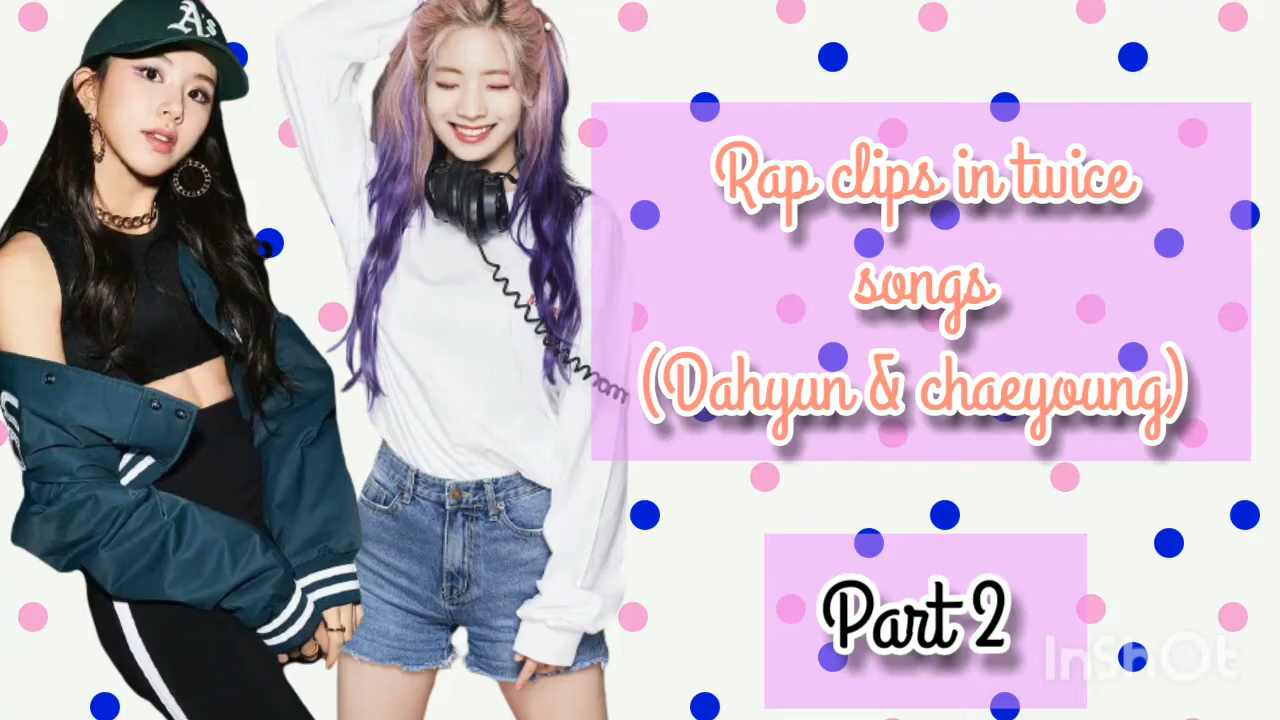 A's
Rap clips in twice
songs
(Dahyun & chaeyoung)
Part 2
InShOt